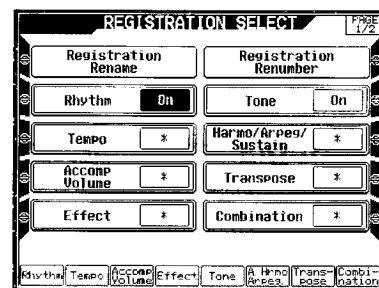 REGISTRATION SELECT
PAGE
1/2
Registration
Rename
Registration
Renumber
Rhythm On
Tone On
Tempo *
Harmo/Arpeg/
Sustain *
Accomp
Volume *
Transpose *
Effect *
Combination *
Rhythm Tempo Accomp Volume Effect Tone A Hrmo Arpeg. Trans-pose Combi-nation